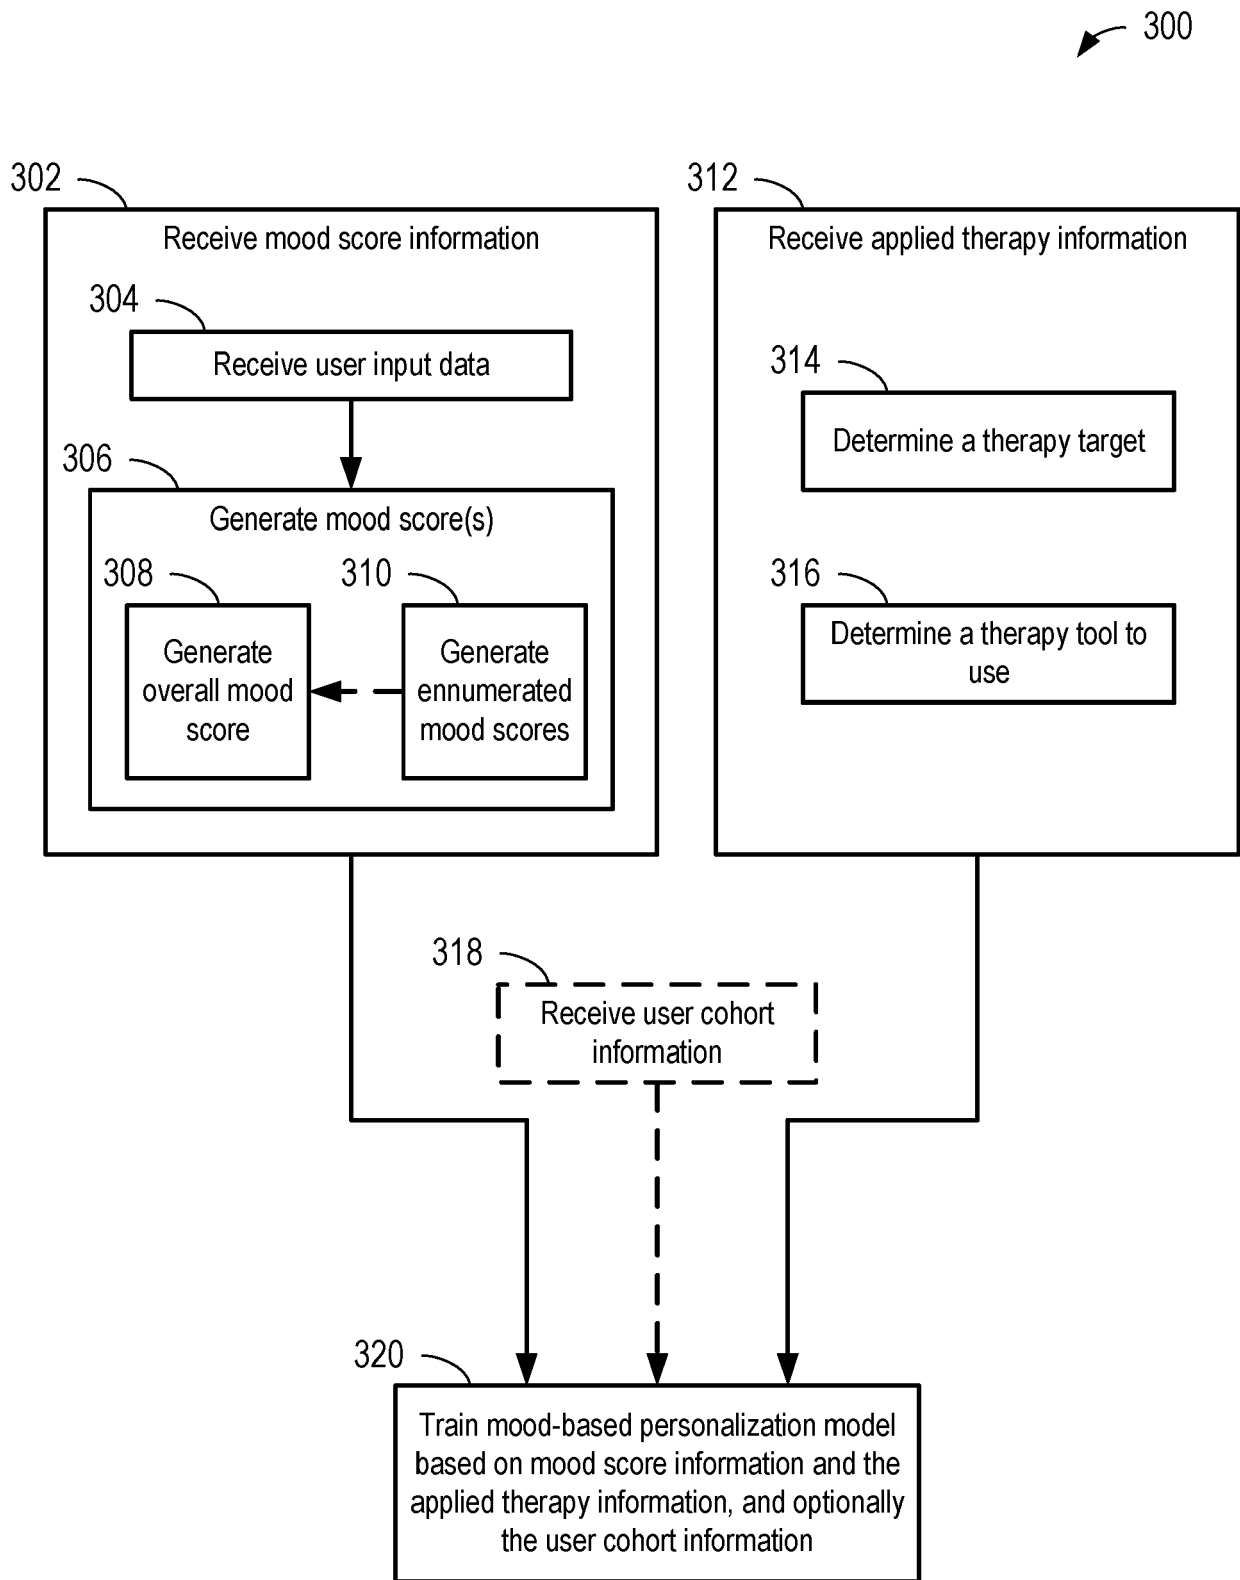 300
302
Receive mood score information
304
Receive user input data
306
Generate mood score(s)
308
Generate
overall mood
score
310
Generate
ennumerated
mood scores
312
Receive applied therapy information
314
Determine a therapy target
316
Determine a therapy tool to
use
318
Receive user cohort
information
320
Train mood-based personalization model
based on mood score information and the
applied therapy information, and optionally
the user cohort information